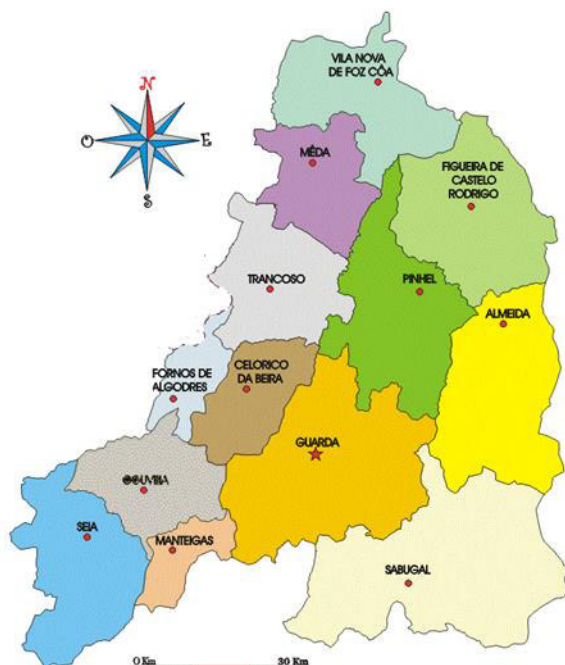 VILA NOVA
DE FOZ CÔA
N
O
E
S
MÊDA
FIGUEIRA DE
CASTELO
RODRIGO
TRANCOSO
PINHEL
ALMEIDA
FORNOS DE
ALGODRES
CELORICO
DA BEIRA
GUARDA
GOUVEIA
SEIA
MANTEIGAS
SABUGAL
0 Km
30 Km